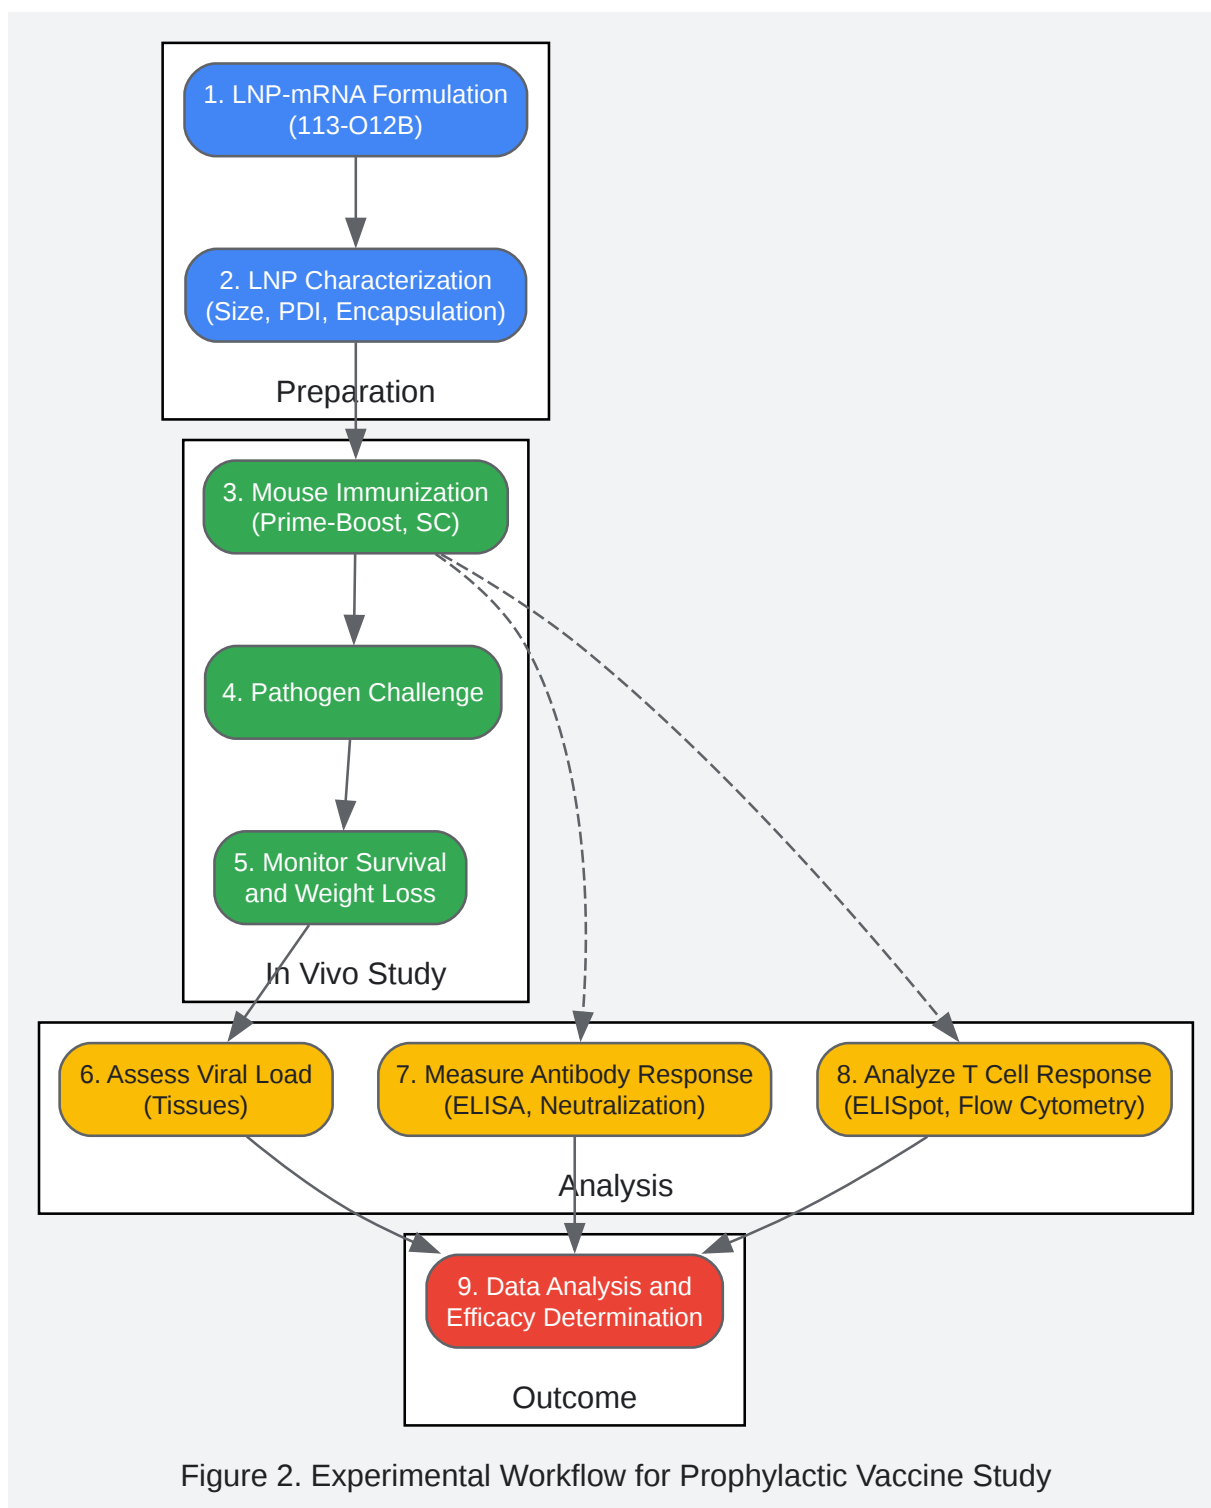 1. LNP-mRNA Formulation
(113-O12B)
2. LNP Characterization
(Size, PDI, Encapsulation)
Preparation
3. Mouse Immunization
(Prime-Boost, SC)
4. Pathogen Challenge
5. Monitor Survival
and Weight Loss
In Vivo Study
6. Assess Viral Load
(Tissues)
7. Measure Antibody Response
(ELISA, Neutralization)
8. Analyze T Cell Response
(ELISpot, Flow Cytometry)
Analysis
9. Data Analysis and
Efficacy Determination
Outcome
Figure 2. Experimental Workflow for Prophylactic Vaccine Study